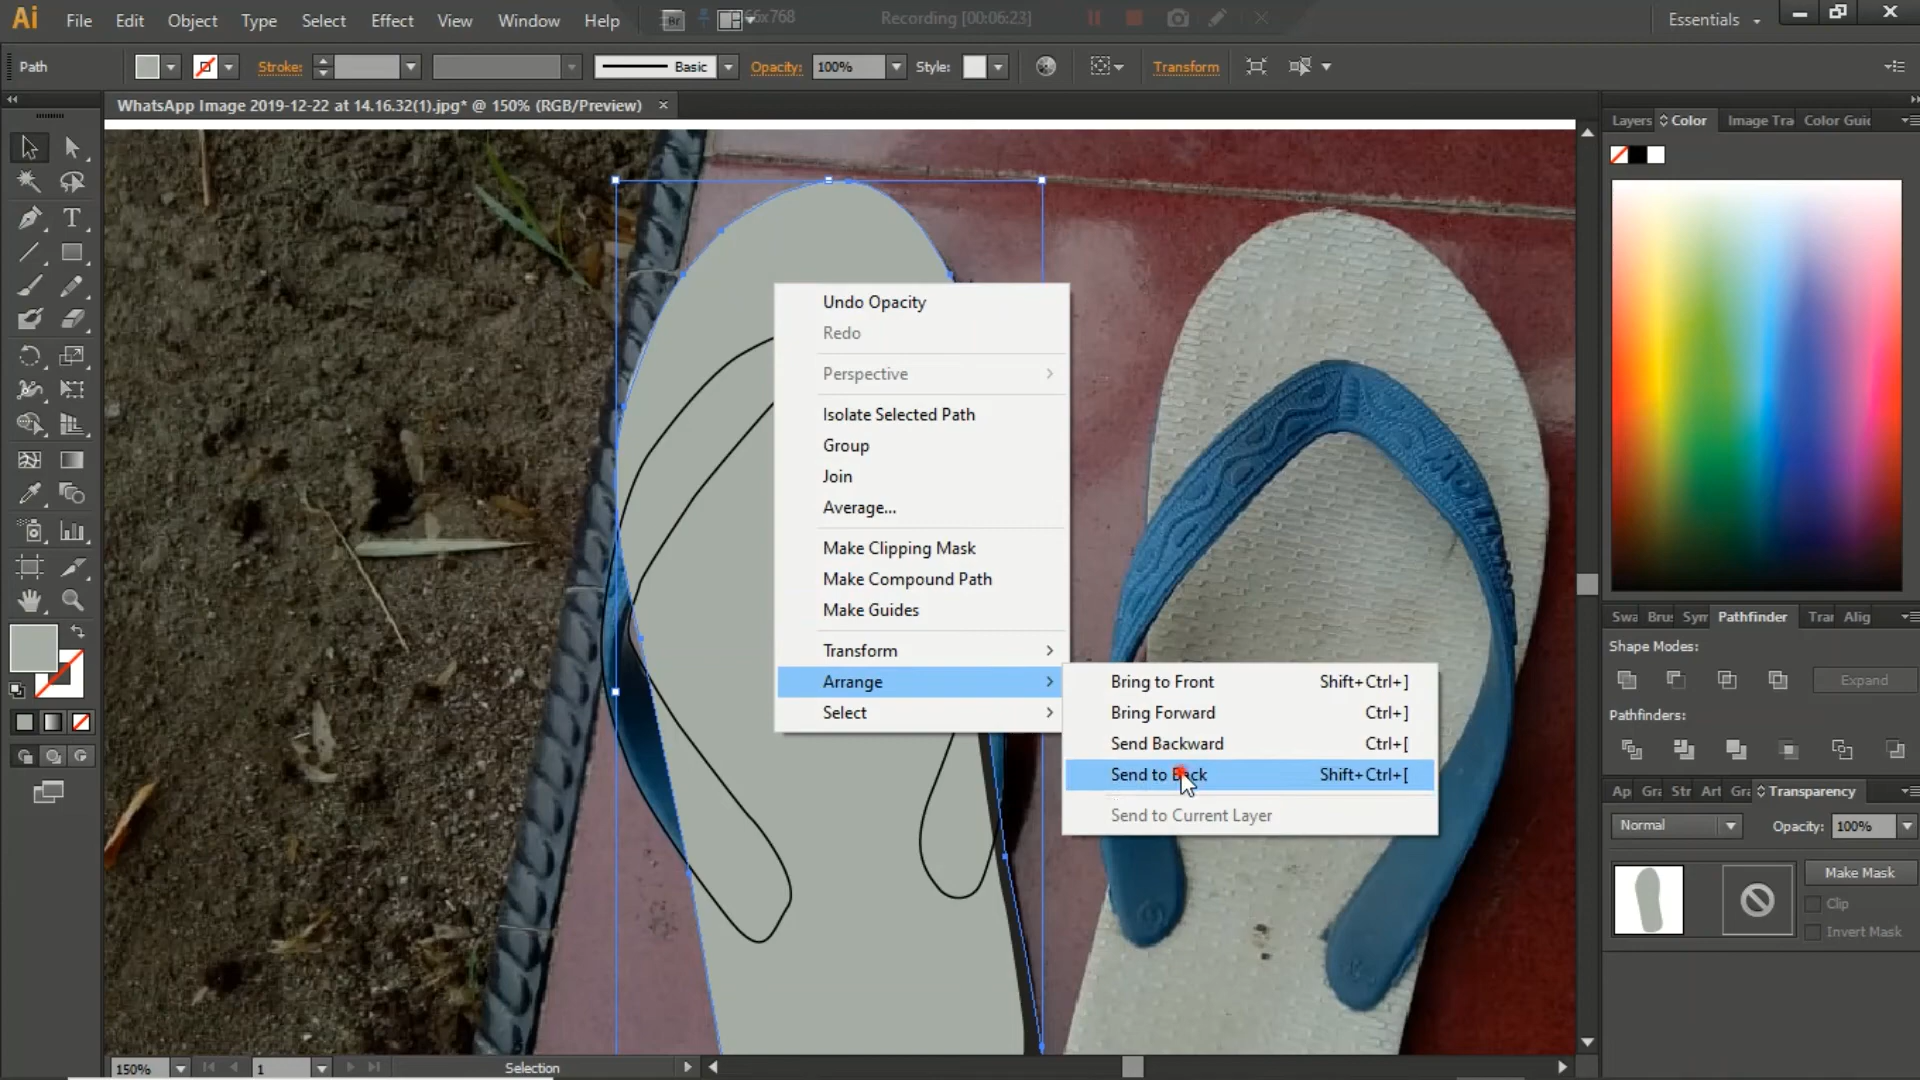 Ai File Edit Object Type Select Effect View Window Help Br 66x768 Recording [00:06:23] Essentials
Path Stroke: Basic Opacity: 100% Style: Transform
WhatsApp Image 2019-12-22 at 14.16.32(1).jpg* @ 150% (RGB/Preview)
Layers Color Image Tra Color Guid
Undo Opacity
Redo
Perspective
Isolate Selected Path
Group
Join
Average...
Make Clipping Mask
Make Compound Path
Make Guides
Transform
Arrange
Select
Bring to Front Shift+Ctrl+]
Bring Forward Ctrl+]
Send Backward Ctrl+[
Send to Back Shift+Ctrl+[
Send to Current Layer
Swa Brus Sym Pathfinder Trar Alig
Shape Modes:
Expand
Pathfinders:
Ap Gra Str Art Gra Transparency
Normal Opacity: 100%
Make Mask
Clip
Invert Mask
150% 1 Selection